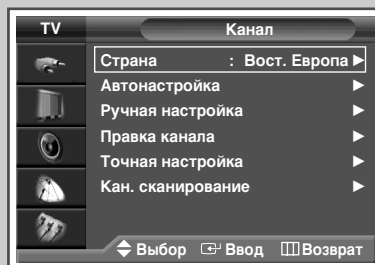 TV Канал
Страна : Вост. Европа ►
Автонастройка ►
Ручная настройка ►
Правка канала ►
Точная настройка ►
Кан. сканирование ►
Выбор Ввод Возврат